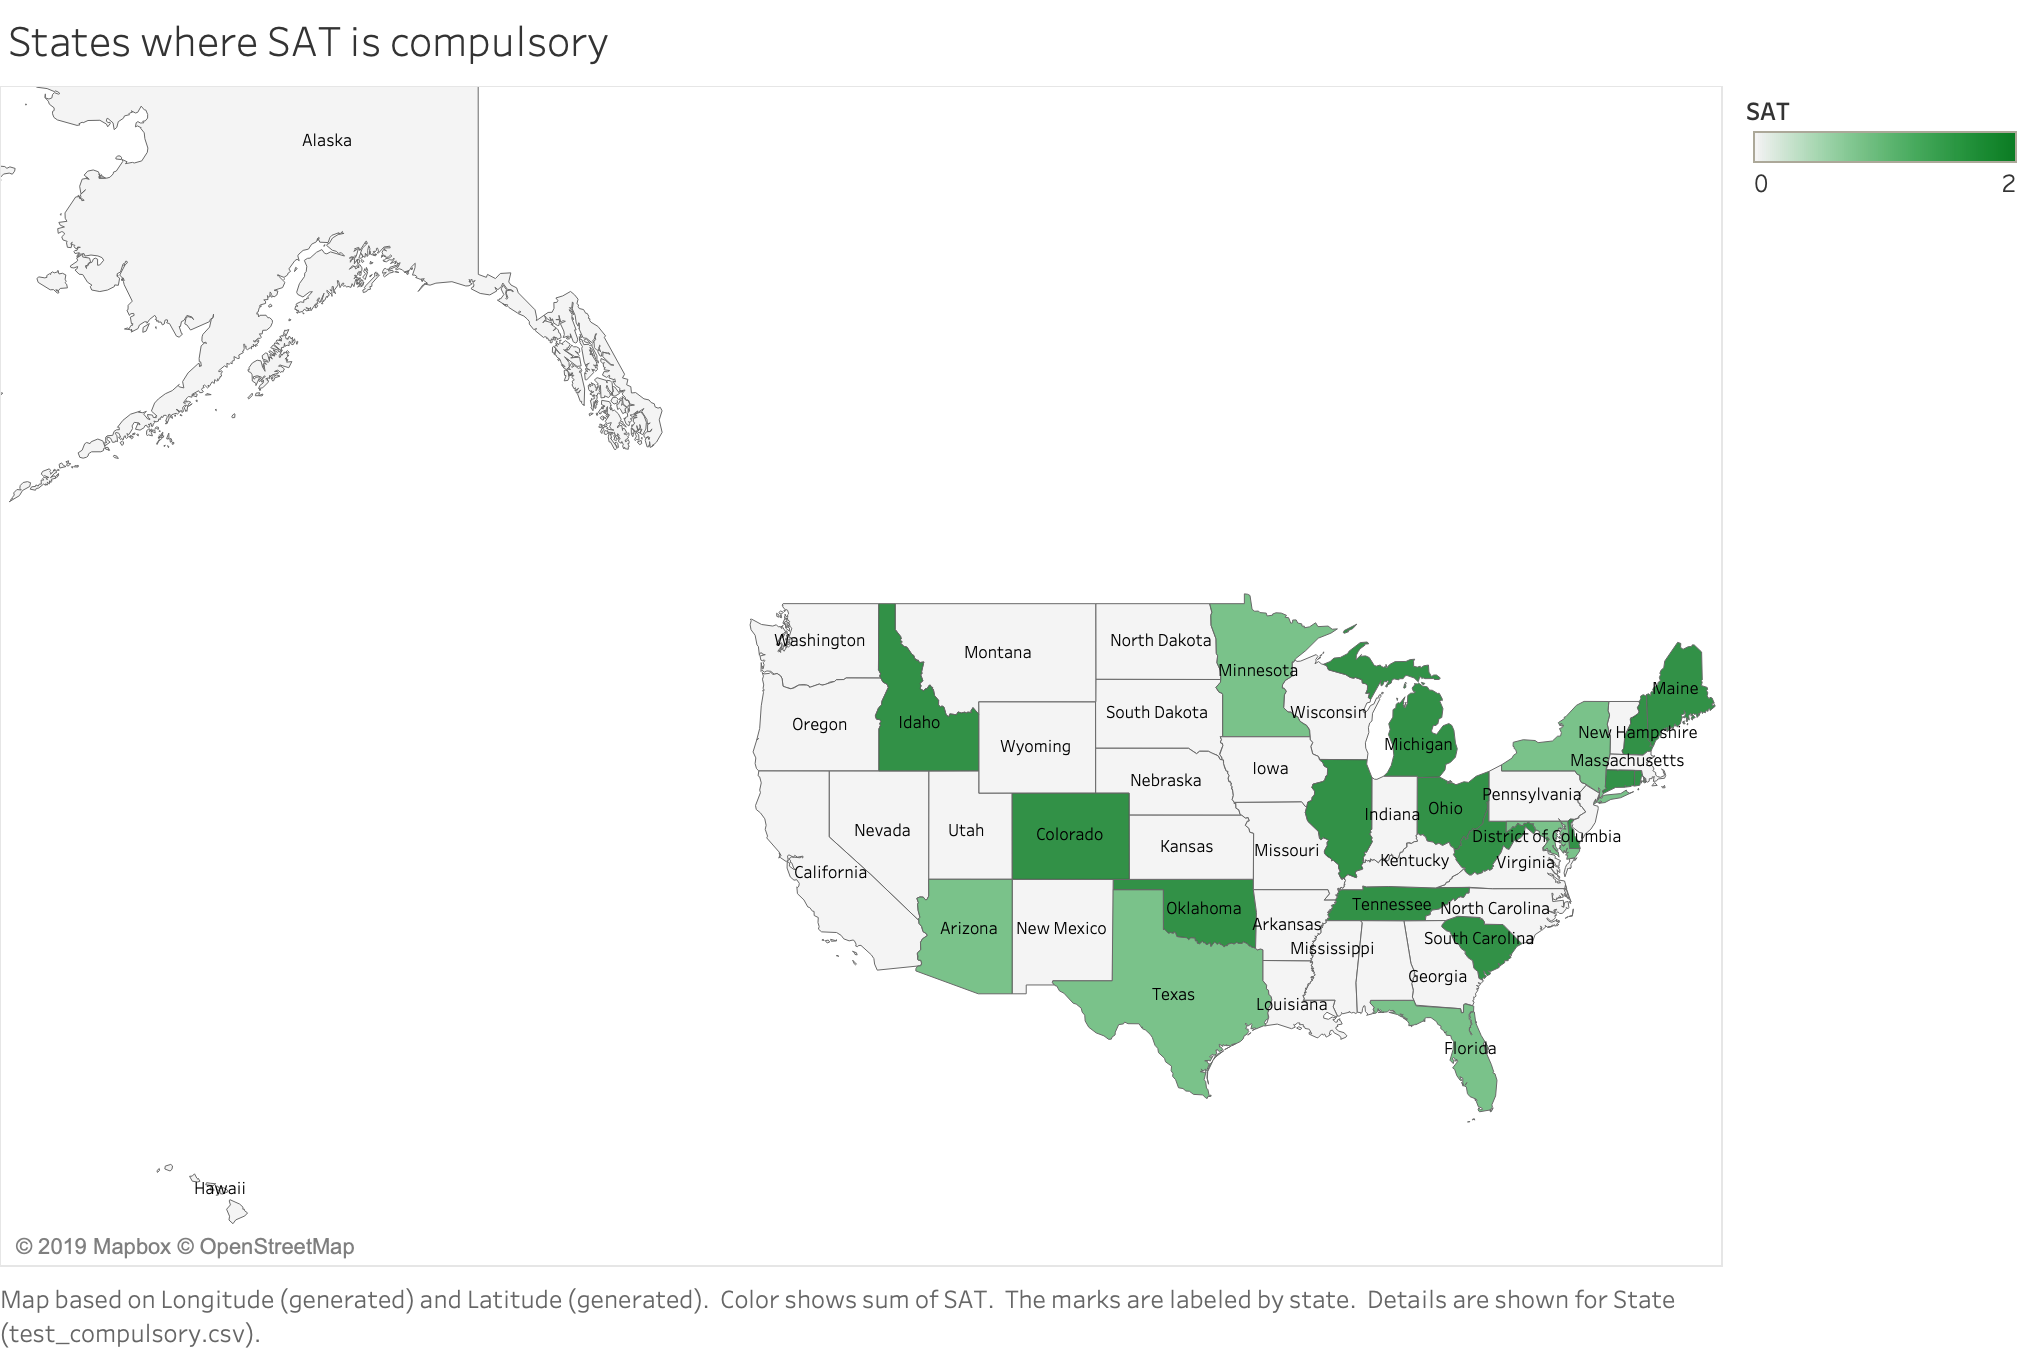 States where SAT is compulsory
SAT
0 2
Alaska
Washington
Montana
North Dakota
Minnesota
Maine
Oregon
Idaho
South Dakota
Wisconsin
New Hampshire
Wyoming
Michigan
Massachusetts
Iowa
Nebraska
Pennsylvania
Ohio
Indiana
Nevada
Utah
Colorado
District of Columbia
Kansas
Missouri
Kentucky
Virginia
California
Tennessee
North Carolina
Oklahoma
Arizona
New Mexico
Arkansas
South Carolina
Mississippi
Georgia
Texas
Louisiana
Florida
Hawaii
© 2019 Mapbox © OpenStreetMap
Map based on Longitude (generated) and Latitude (generated).  Color shows sum of SAT.  The marks are labeled by state.  Details are shown for State
(test_compulsory.csv).